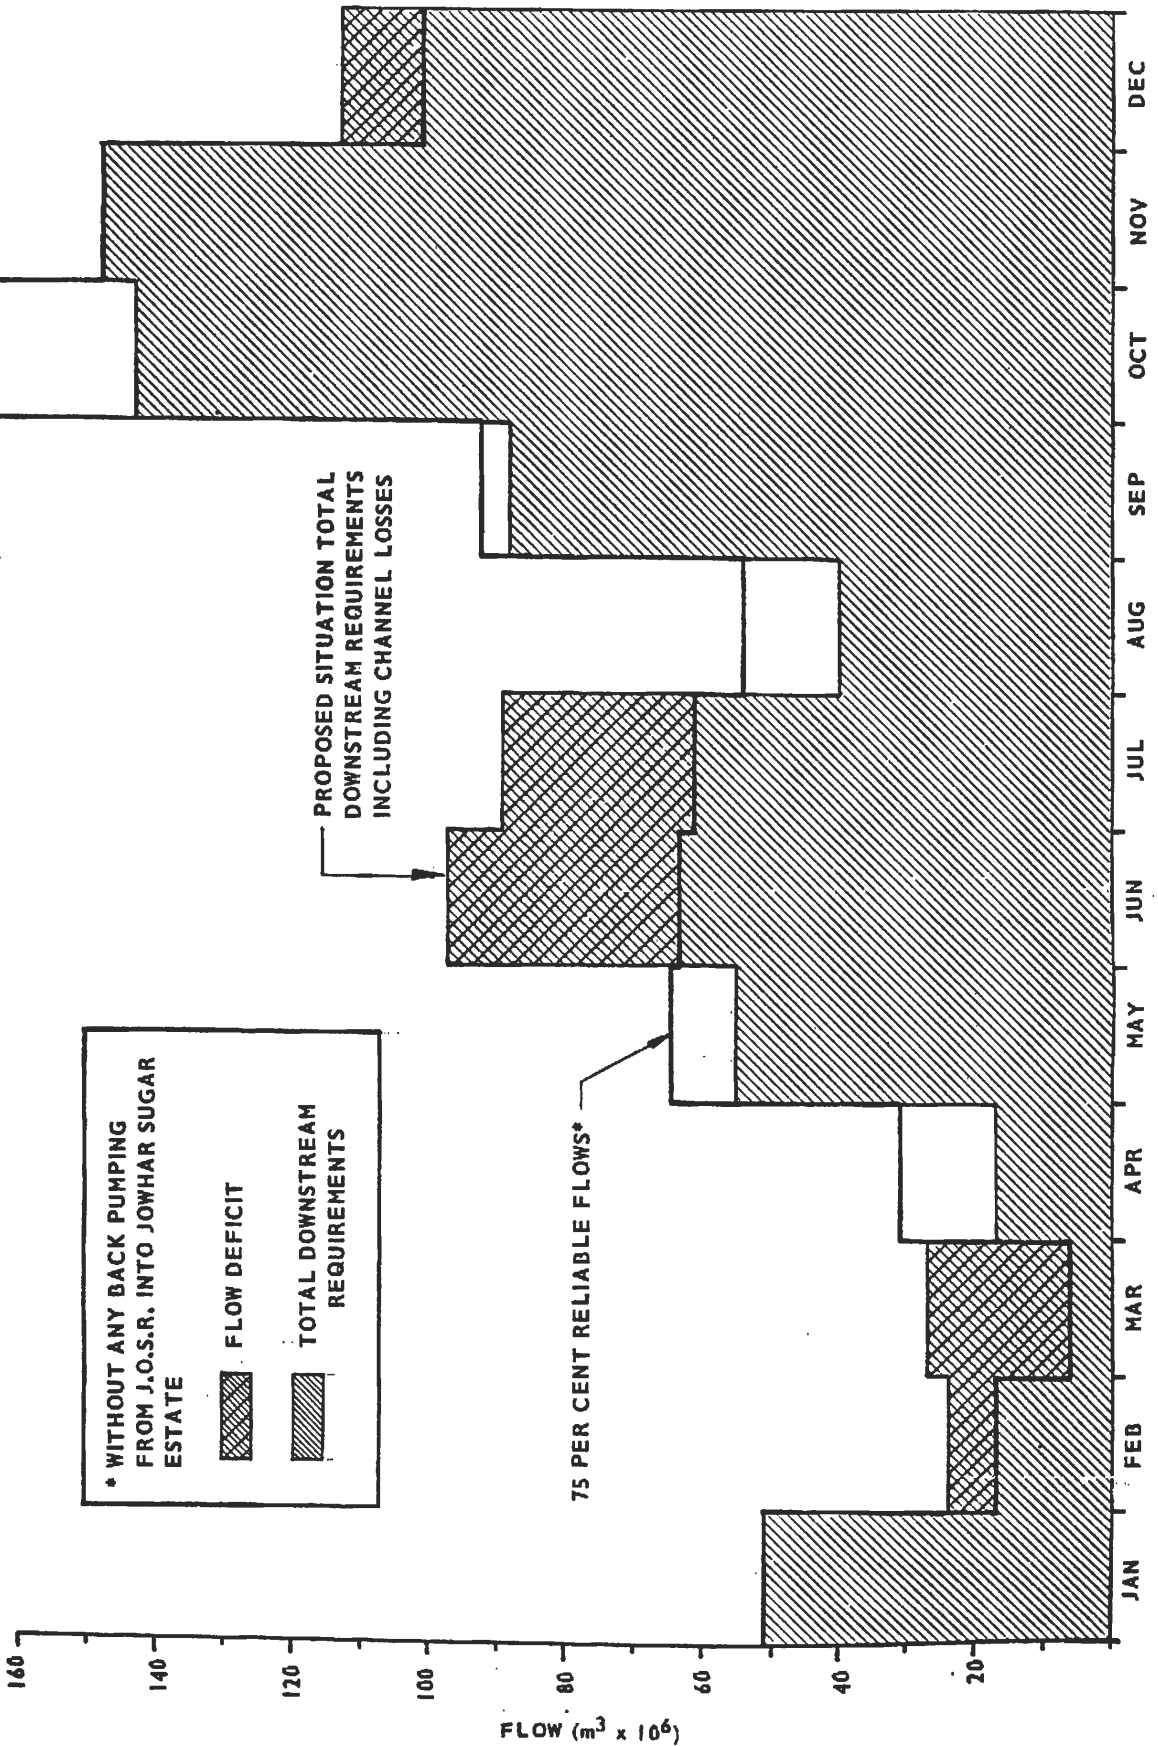 * WITHOUT ANY BACK PUMPING
FROM J.O.S.R. INTO JOWHAR SUGAR
ESTATE
FLOW DEFICIT
TOTAL DOWNSTREAM
REQUIREMENTS
PROPOSED SITUATION TOTAL
DOWNSTREAM REQUIREMENTS
INCLUDING CHANNEL LOSSES
75 PER CENT RELIABLE FLOWS*
FLOW (m³ x 10⁶)
160
140
120
100
80
60
40
20
JAN
FEB
MAR
APR
MAY
JUN
JUL
AUG
SEP
OCT
NOV
DEC